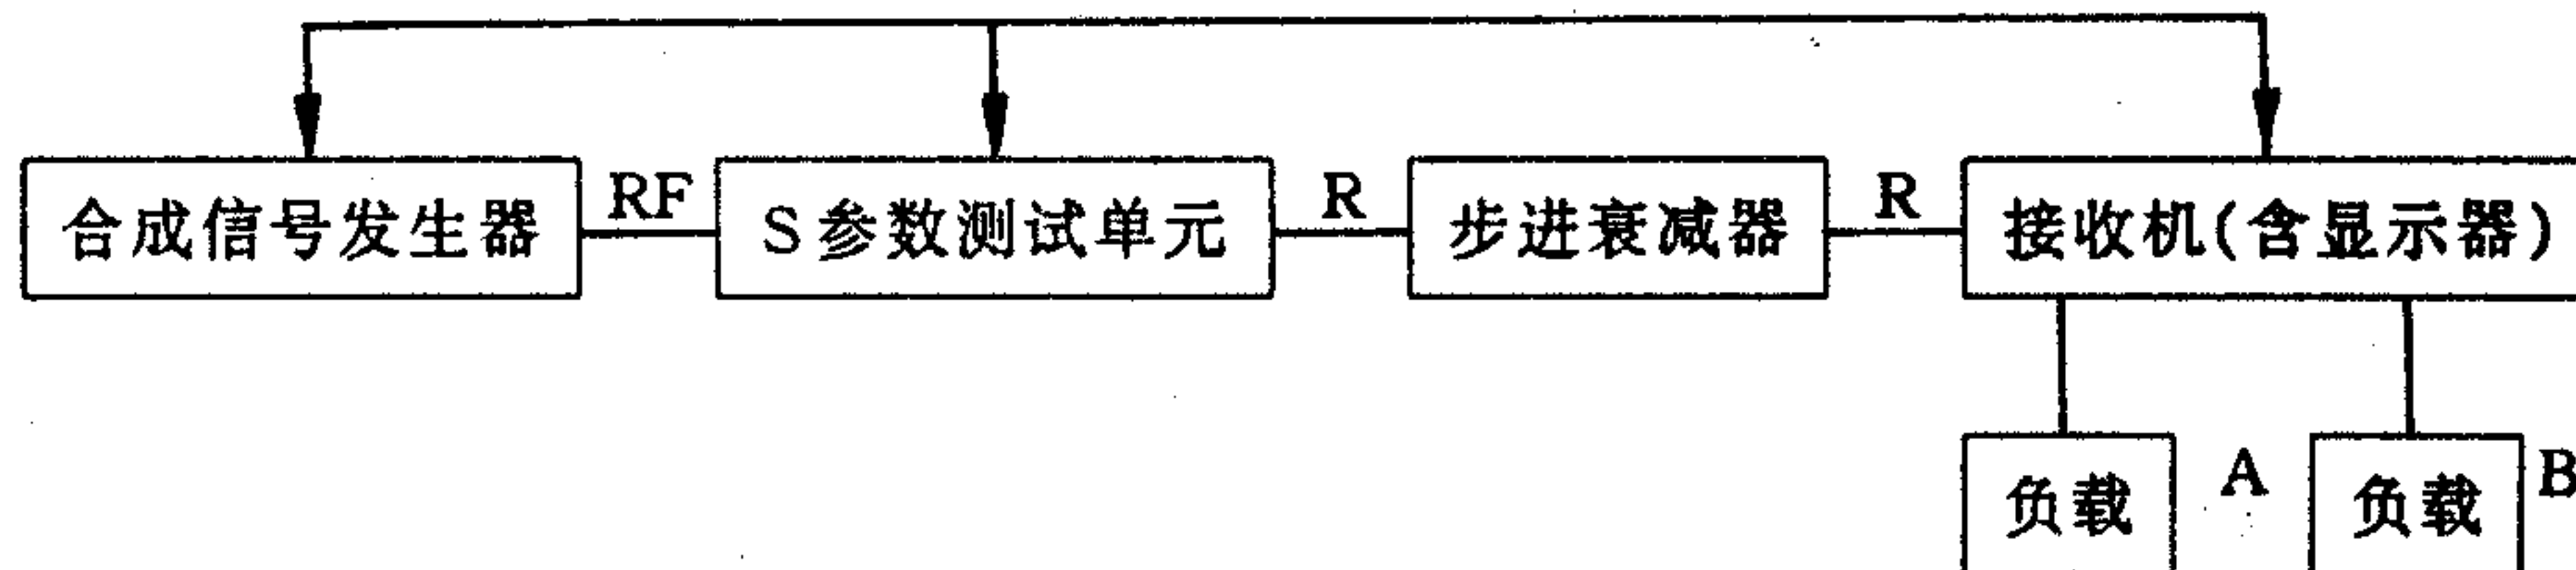 合成信号发生器
RF
S参数测试单元
R
步进衰减器
R
接收机(含显示器)
负载
A
负载
B